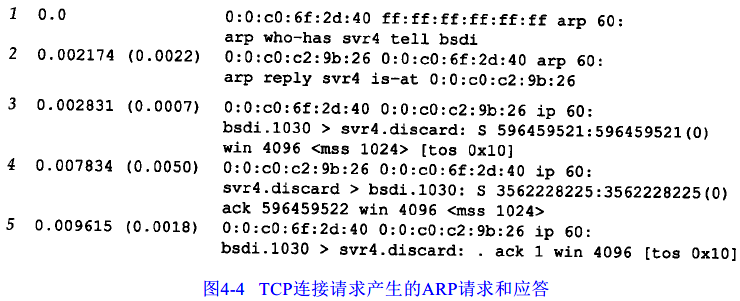 1 0.0 0:0:c0:6f:2d:40 ff:ff:ff:ff:ff:ff arp 60:
arp who-has svr4 tell bsdi
2 0.002174 (0.0022) 0:0:c0:c2:9b:26 0:0:c0:6f:2d:40 arp 60:
arp reply svr4 is-at 0:0:c0:c2:9b:26
3 0.002831 (0.0007) 0:0:c0:6f:2d:40 0:0:c0:c2:9b:26 ip 60:
bsdi.1030 > svr4.discard: S 596459521:596459521(0)
win 4096 <mss 1024> [tos 0x10]
4 0.007834 (0.0050) 0:0:c0:c2:9b:26 0:0:c0:6f:2d:40 ip 60:
svr4.discard > bsdi.1030: S 3562228225:3562228225(0)
ack 596459522 win 4096 <mss 1024>
5 0.009615 (0.0018) 0:0:c0:6f:2d:40 0:0:c0:c2:9b:26 ip 60:
bsdi.1030 > svr4.discard: . ack 1 win 4096 [tos 0x10]
图4-4 TCP连接请求产生的ARP请求和应答